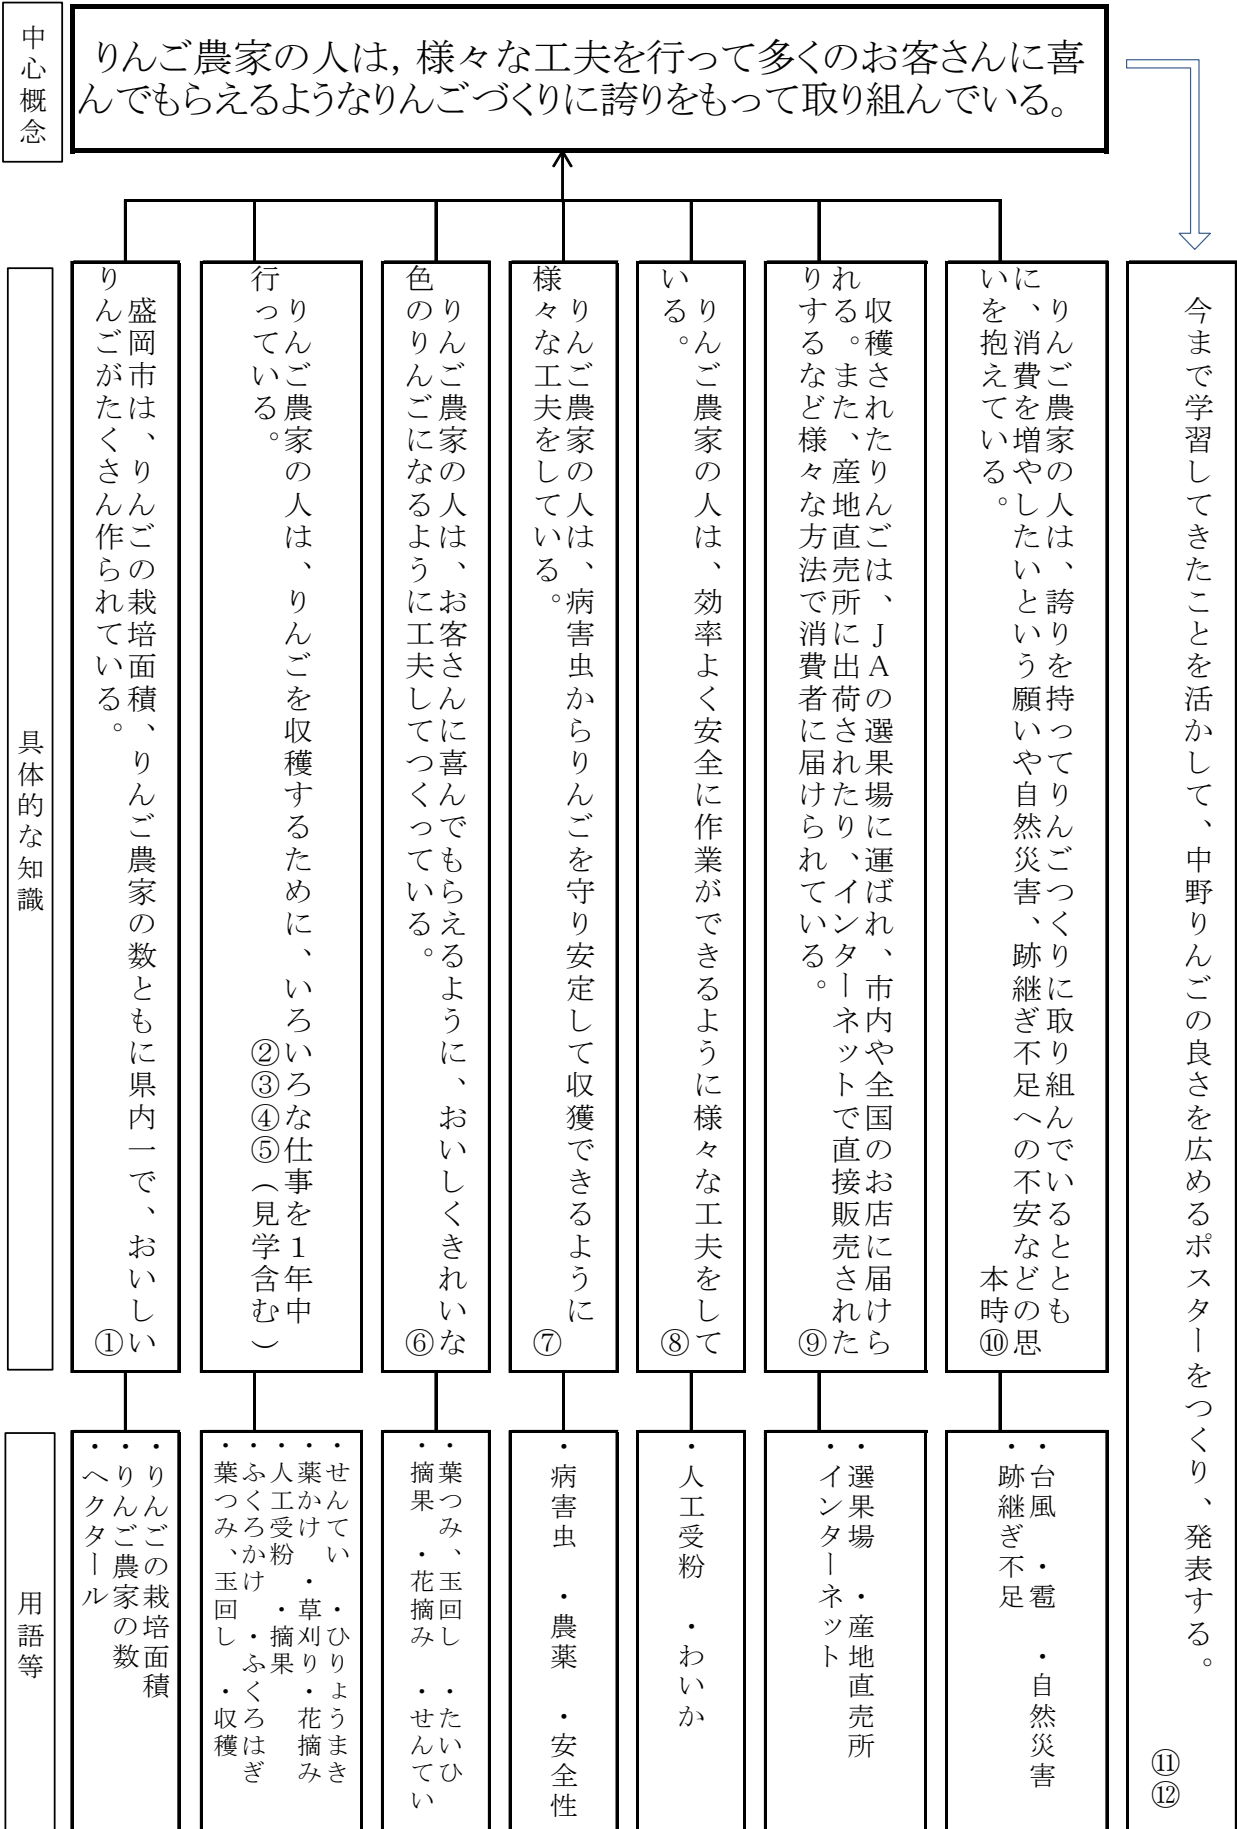 中心概念
りんご農家の人は，様々な工夫を行って多くのお客さんに喜
んでもらえるようなりんごづくりに誇りをもって取り組んでいる。
具体的な知識
盛岡市は、りんごの栽培面積、りんご農家の数ともに県内一で、おいしい
りんごがたくさん作られている。
①
りんご農家の人は、りんごを収穫するために、いろいろな仕事を1年中
行っている。
②③④⑤（見学含む）
りんご農家の人は、お客さんに喜んでもらえるように、おいしくきれいな
色のりんごになるように工夫してつくっている。
⑥
りんご農家の人は、病害虫からりんごを守り安定して収獲できるように
様々な工夫をしている。
⑦
りんご農家の人は、効率よく安全に作業ができるように様々な工夫をして
いる。
⑧
収穫されたりんごは、JAの選果場に運ばれ、市内や全国のお店に届けら
れる。また、産地直売所に出荷されたり、インターネットで直接販売された
りするなど様々な方法で消費者に届けられている。
⑨
りんご農家の人は、誇りを持ってりんごつくりに取り組んでいるととも
に、消費を増やしたいという願いや自然災害、跡継ぎ不足への不安などの思
いを抱えている。
本時⑩
今まで学習してきたことを活かして、中野りんごの良さを広めるポスターをつくり、発表する。
⑪⑫
用語等
・りんごの栽培面積
・りんご農家の数
・ヘクタール
・せんてい ・ひりょうまき
・薬かけ ・草刈り ・花摘み
・人工受粉 ・摘果
・ふくろかけ ・ふくろはぎ
・葉つみ、玉回し ・収穫
・葉つみ、玉回し ・たいひ
・摘果 ・花摘み ・せんてい
・病害虫 ・農薬 ・安全性
・人工受粉 ・わいか
・選果場 ・産地直売所
・インターネット
・台風 ・雹 ・自然災害
・跡継ぎ不足